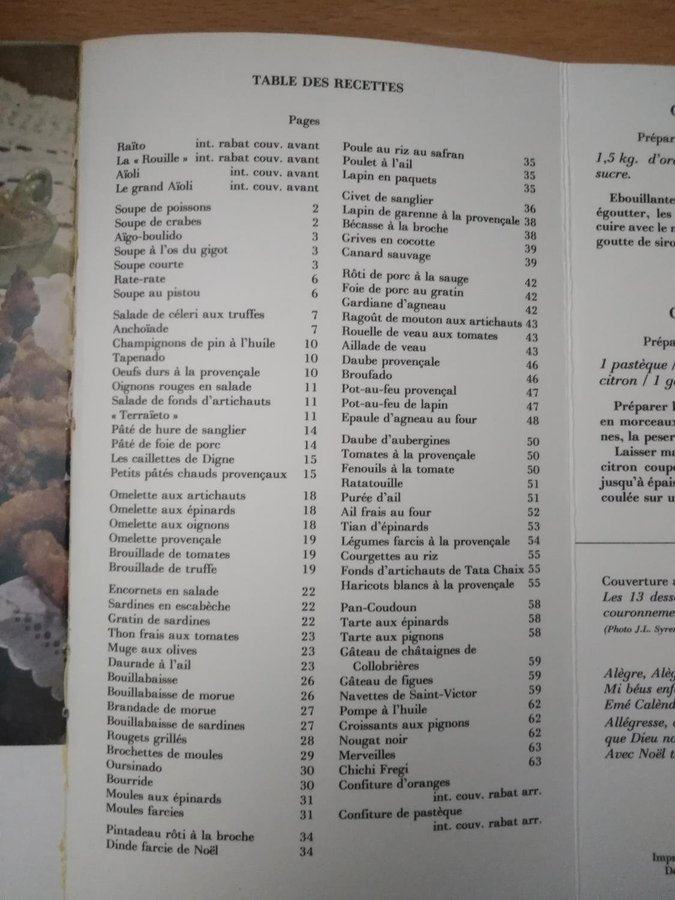 TABLE DES RECETTES
Pages
Raïto int. rabat couv. avant
La « Rouille » int. rabat couv. avant
Aïoli int. couv. avant
Le grand Aïoli int. couv. avant
Soupe de poissons 2
Soupe de crabes 2
Aïgo-boulido 3
Soupe à l'os du gigot 3
Soupe courte 3
Rate-rate 6
Soupe au pistou 6
Salade de céleri aux truffes 7
Anchoïade 7
Champignons de pin à l'huile 10
Tapenado 10
Oeufs durs à la provençale 10
Oignons rouges en salade 11
Salade de fonds d'artichauts 11
« Terraïeto » 11
Pâté de hure de sanglier 14
Pâté de foie de porc 14
Les caillettes de Digne 15
Petits pâtés chauds provençaux 15
Omelette aux artichauts 18
Omelette aux épinards 18
Omelette aux oignons 18
Omelette provençale 19
Brouillade de tomates 19
Brouillade de truffe 19
Encornets en salade 22
Sardines en escabèche 22
Gratin de sardines 22
Thon frais aux tomates 23
Muge aux olives 23
Daurade à l'ail 23
Bouillabaisse 26
Bouillabaisse de morue 26
Brandade de morue 27
Bouillabaisse de sardines 27
Rougets grillés 28
Brochettes de moules 29
Oursinado 30
Bourride 30
Moules aux épinards 31
Moules farcies 31
Pintadeau rôti à la broche 34
Dinde farcie de Noël 34
Poule au riz au safran 35
Poulet à l'ail 35
Lapin en paquets 35
Civet de sanglier 36
Lapin de garenne à la provençale 38
Bécasse à la broche 38
Grives en cocotte 39
Canard sauvage 39
Rôti de porc à la sauge 42
Foie de porc au gratin 42
Gardiane d'agneau 42
Ragoût de mouton aux artichauts 43
Rouelle de veau aux tomates 43
Aillade de veau 43
Daube provençale 46
Broufado 46
Pot-au-feu provençal 47
Pot-au-feu de lapin 47
Epaule d'agneau au four 48
Daube d'aubergines 50
Tomates à la provençale 50
Fenouils à la tomate 50
Ratatouille 51
Purée d'ail 51
Ail frais au four 52
Tian d'épinards 53
Légumes farcis à la provençale 54
Courgettes au riz 55
Fonds d'artichauts de Tata Chaix 55
Haricots blancs à la provençale 55
Pan-Coudoun 58
Tarte aux épinards 58
Tarte aux pignons 58
Gâteau de châtaignes de
Collobrières 59
Gâteau de figues 59
Navettes de Saint-Victor 59
Pompe à l'huile 62
Croissants aux pignons 62
Nougat noir 62
Merveilles 63
Chichi Fregi 63
Confiture d'oranges
int. couv. rabat arr.
Confiture de pastèque
int. couv. rabat arr.
1,5 kg. d'
sucre.
Ebouillante
égoutter, les
cuire avec le
goutte de
1 pastèque /
citron / 1
Préparer
en morceaux
nes, la peser
Laisser
citron
jusqu'à
coulée sur
Couverture
Les 13
(Photo J.L.
Alègre,
Mi béus
Emé
Allégresse,
que Dieu
Avec Noël